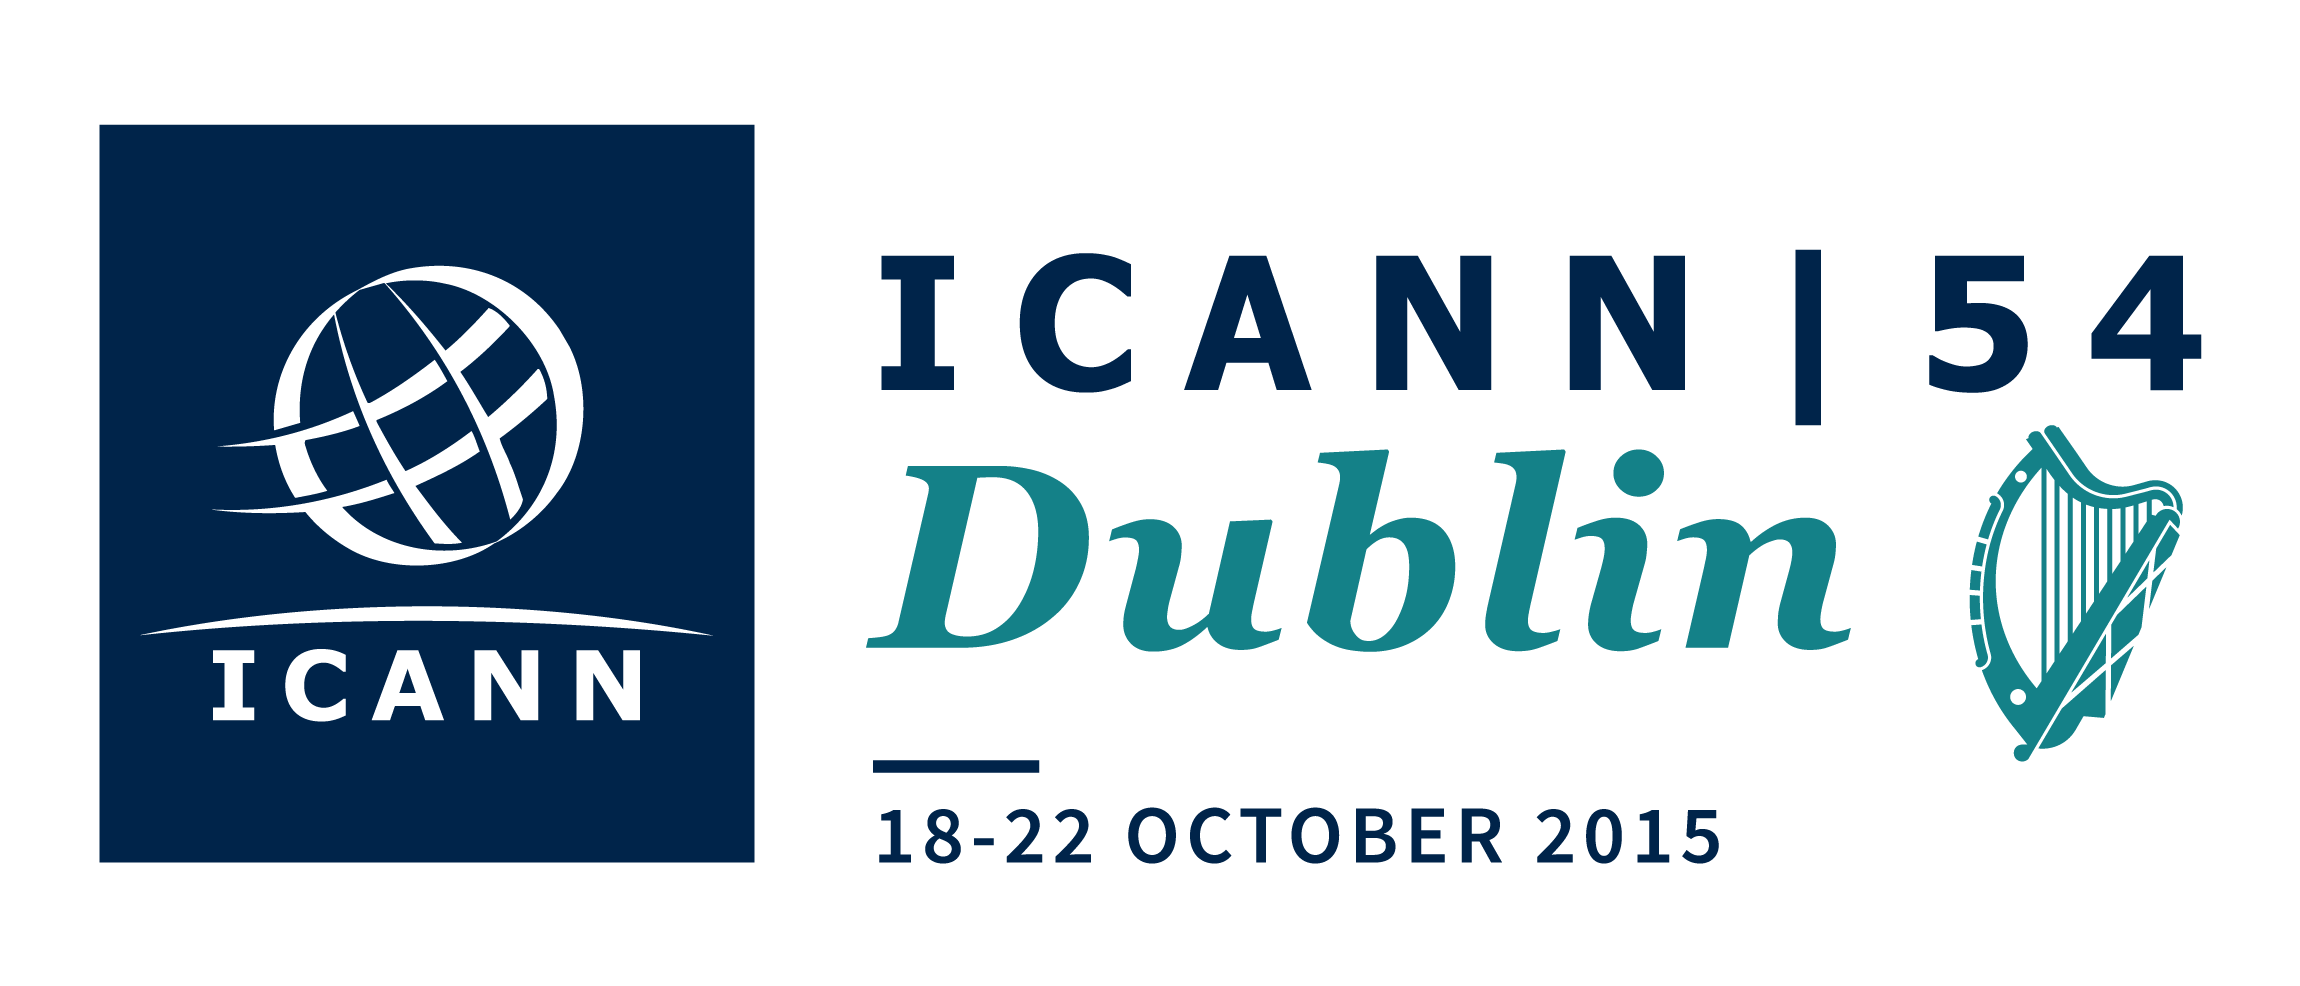 ICANN
ICANN | 54
Dublin
18-22 OCTOBER 2015